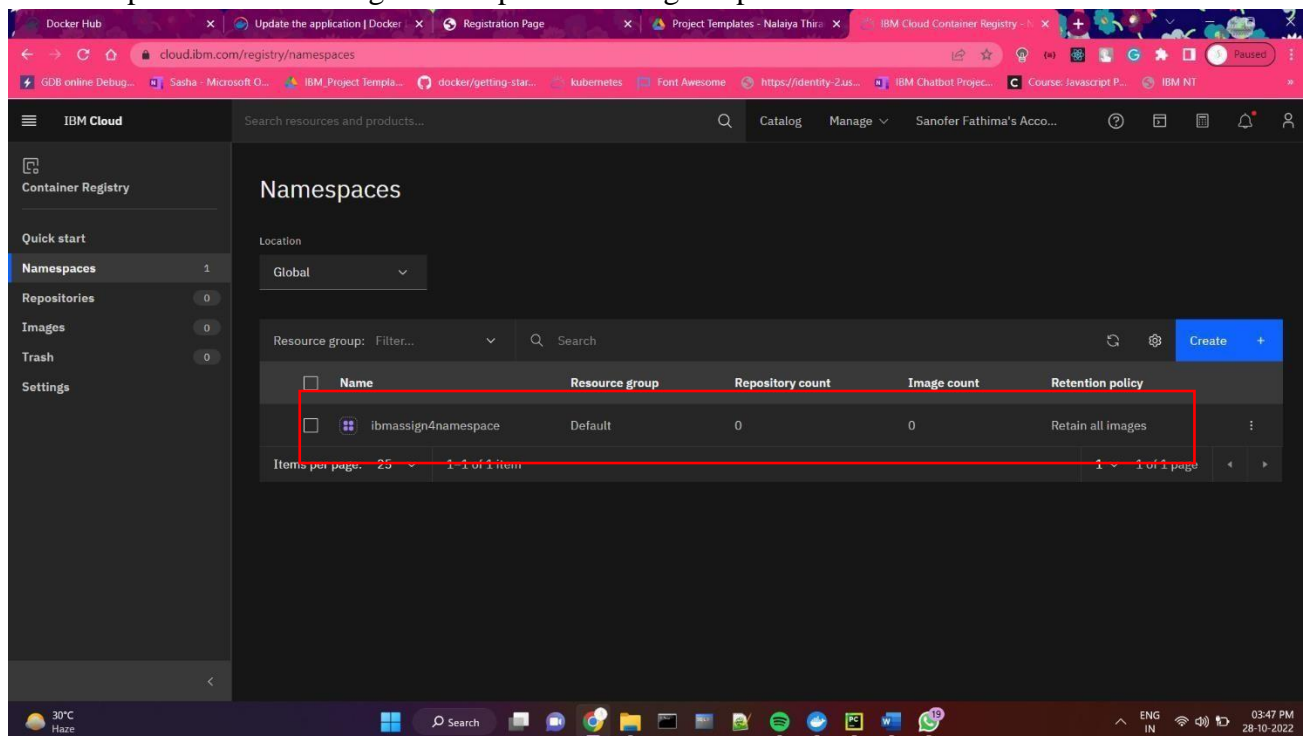 Docker Hub
Update the application | Docker
Registration Page
Project Templates - Nalaiya Thira
IBM Cloud Container Registry - N
cloud.ibm.com/registry/namespaces
Paused
GDB online Debug...
Sasha - Microsoft O...
IBM_Project Templa...
docker/getting-star...
kubernetes
Font Awesome
https://identity-2.us...
IBM Chatbot Projec...
Course: Javascript P...
IBM NT
IBM Cloud
Search resources and products...
Catalog
Manage
Sanofer Fathima's Acco...
Container Registry
Quick start
Namespaces 1
Repositories 0
Images 0
Trash 0
Settings
Namespaces
Location
Global
Resource group: Filter...
Search
Create +
Name Resource group Repository count Image count Retention policy
ibmassign4namespace Default 0 0 Retain all images
Items per page: 25 1–1 of 1 item 1 1 of 1 page
30°C
Haze
Search
19
ENG
IN
03:47 PM
28-10-2022